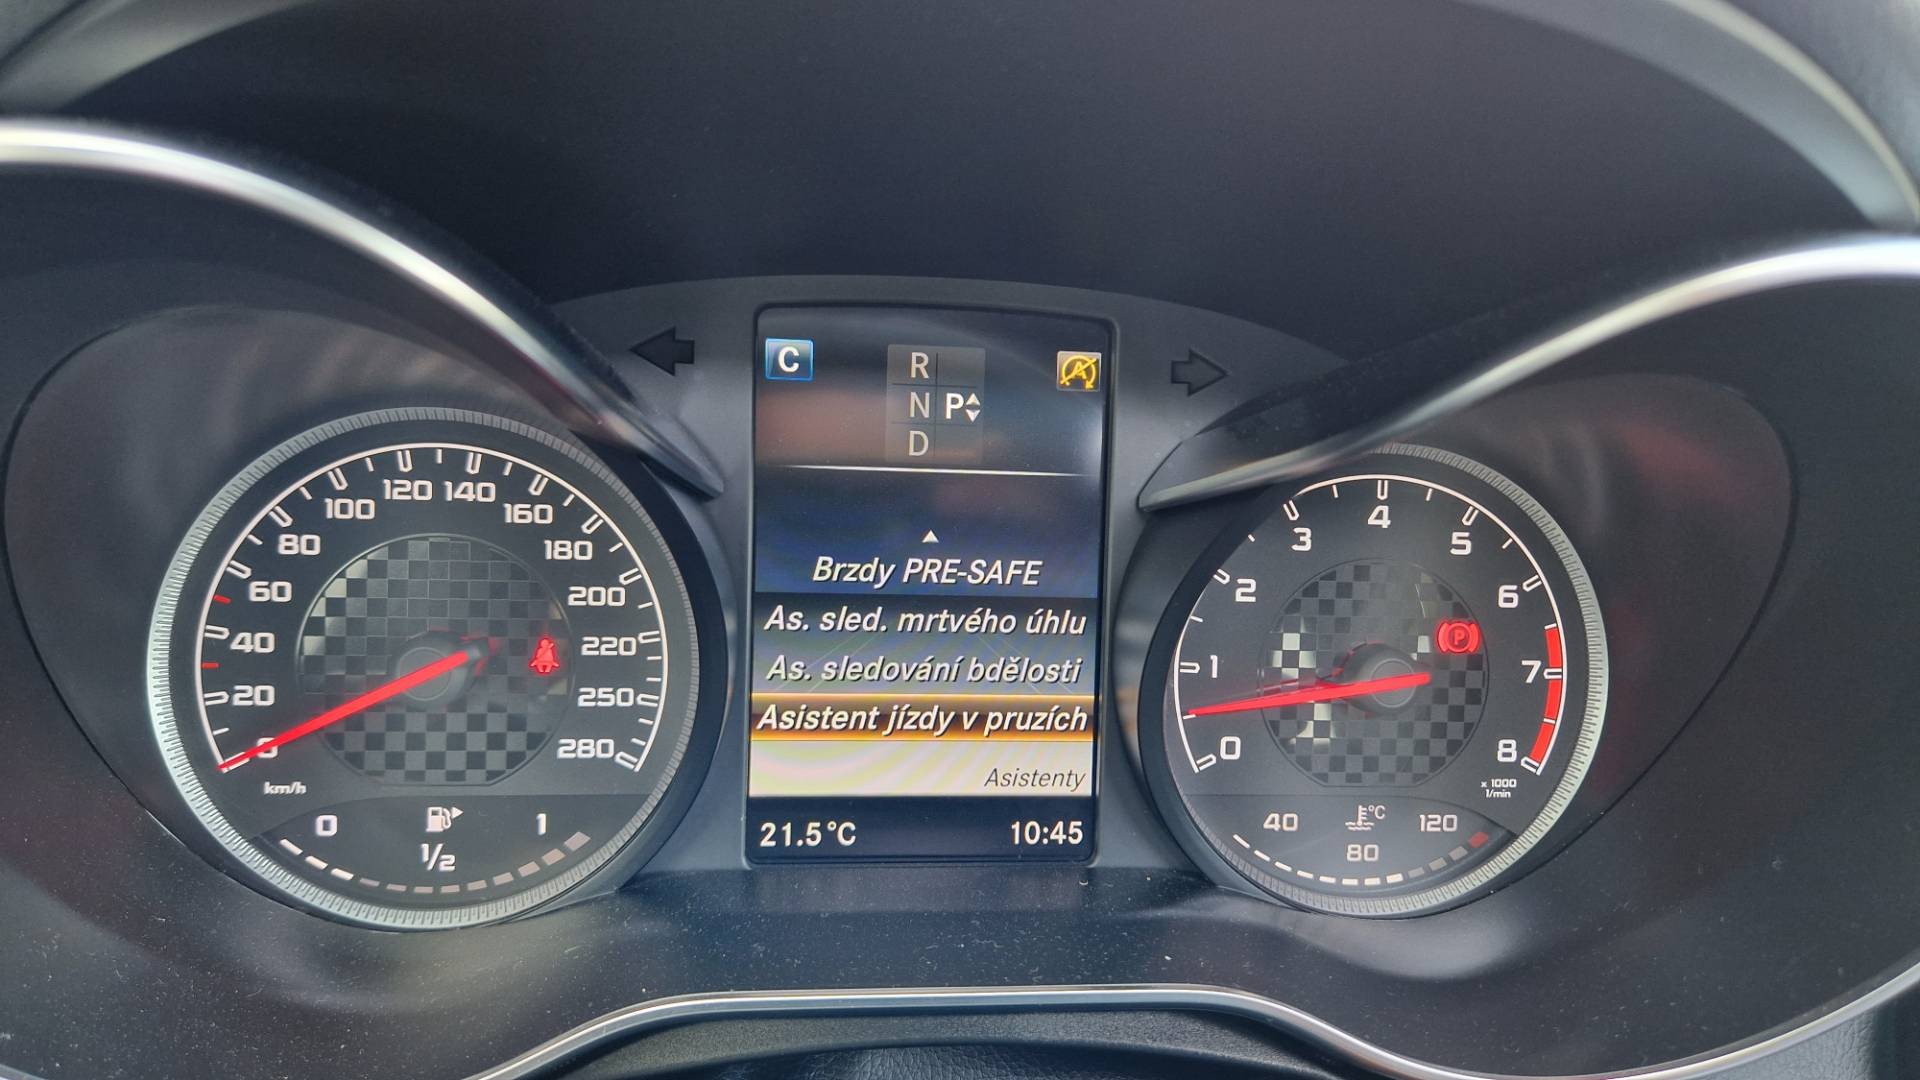 C
R
N P
D
Brzdy PRE-SAFE
As. sled. mrtvého úhlu
As. sledování bdělosti
Asistent jízdy v pruzích
Asistenty
21.5°C 10:45
0 20 40 60 80 100 120 140 160 180 200 220 250 280
km/h
0 1/2 1
0 1 2 3 4 5 6 7 8
x 1000
1/min
P
°C
40 80 120
A